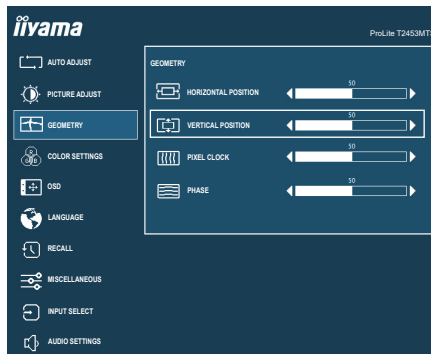 iiyama
ProLite T2453MTS
AUTO ADJUST
PICTURE ADJUST
GEOMETRY
COLOR SETTINGS
OSD
LANGUAGE
RECALL
MISCELLANEOUS
INPUT SELECT
AUDIO SETTINGS
GEOMETRY
HORIZONTAL POSITION
50
VERTICAL POSITION
50
PIXEL CLOCK
50
PHASE
50